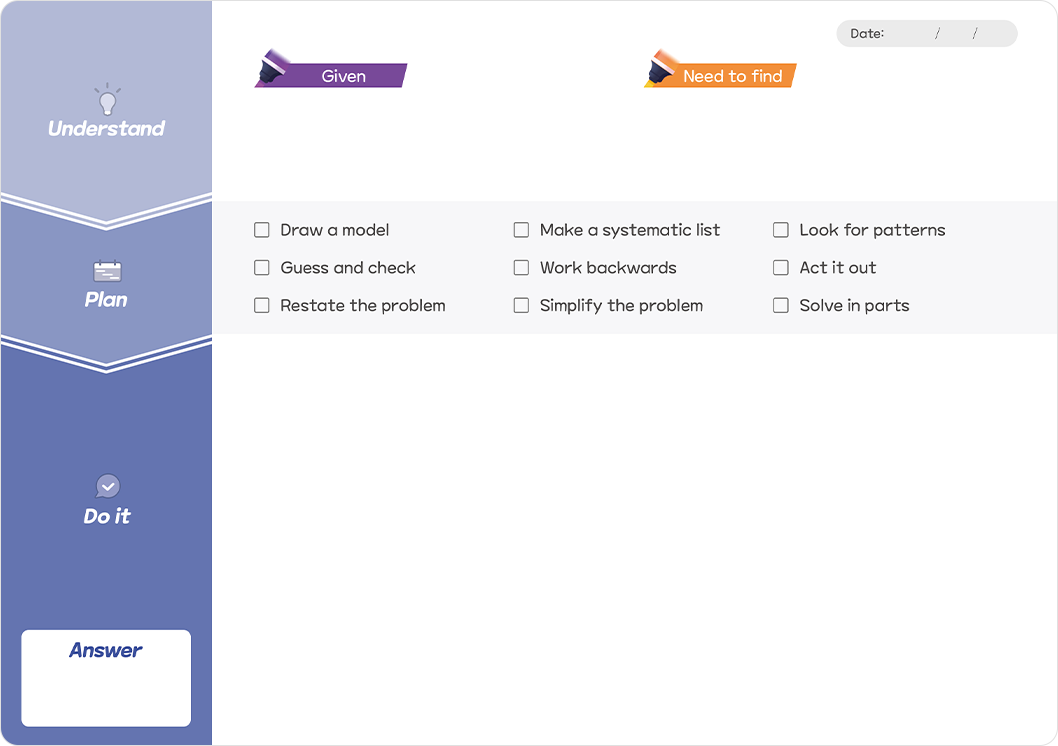 Date: / /
Given
Need to find
Understand
Draw a model
Make a systematic list
Look for patterns
Guess and check
Work backwards
Act it out
Plan
Restate the problem
Simplify the problem
Solve in parts
Do it
Answer